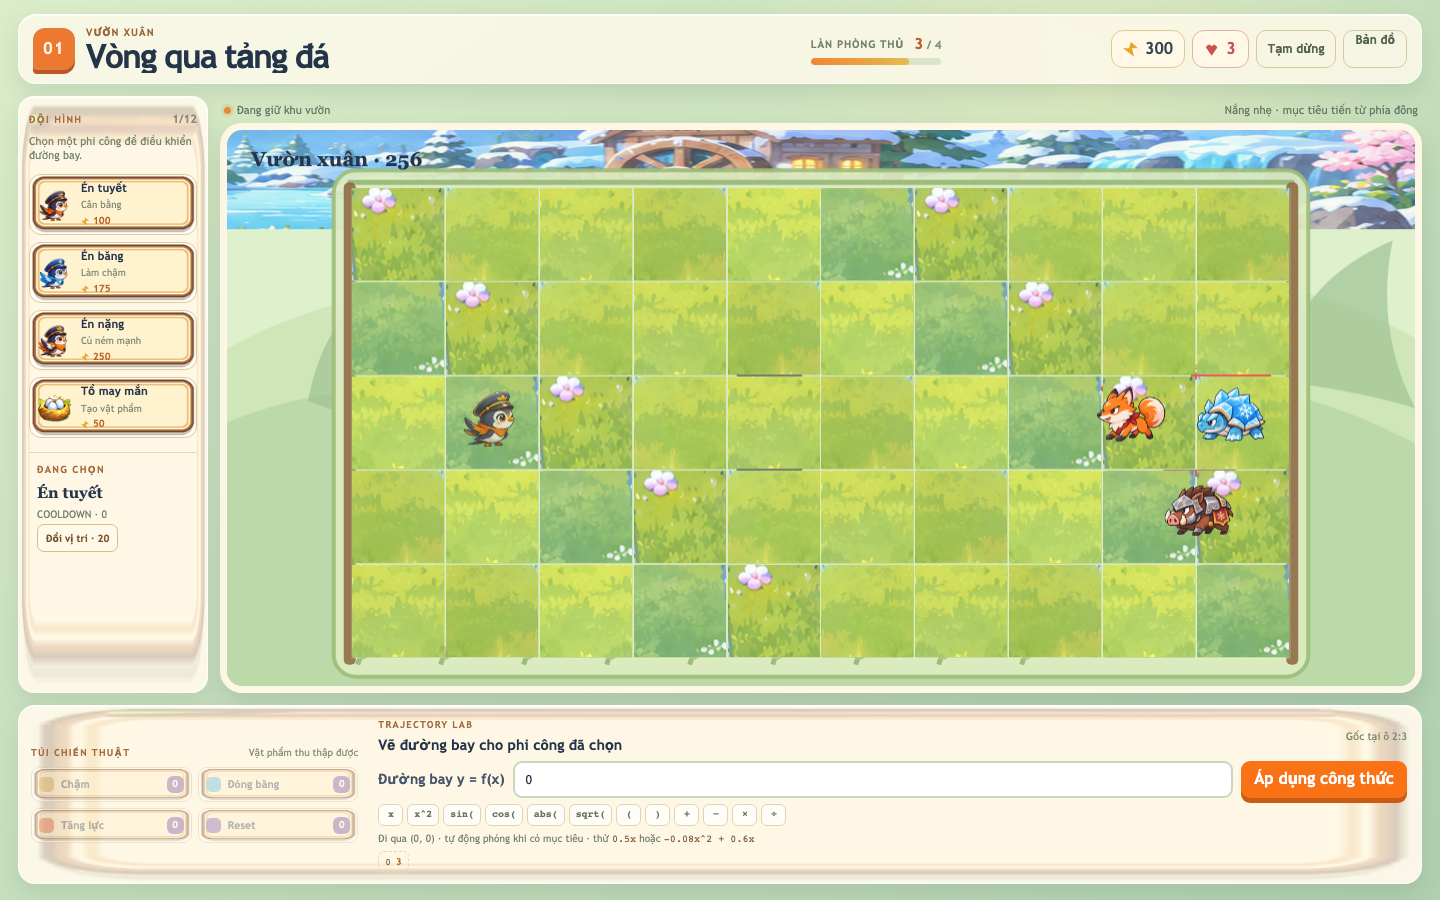 01
VƯỜN XUÂN
Vòng qua tảng đá
LÀN PHÒNG THỦ 3 / 4
300
3
Tạm dừng
Bản đồ
ĐỘI HÌNH 1/12
Chọn một phi công để điều khiển
đường bay.
Én tuyết
Cân bằng
100
Én băng
Làm chậm
175
Én nặng
Cú ném mạnh
250
Tổ may mắn
Tạo vật phẩm
50
ĐANG CHỌN
Én tuyết
COOLDOWN · 0
Đổi vị trí · 20
Đang giữ khu vườn
Nắng nhẹ · mục tiêu tiến từ phía đông
Vườn xuân · 256
TÚI CHIẾN THUẬT
Vật phẩm thu thập được
Chậm 0
Đóng băng 0
Tăng lực 0
Reset 0
TRAJECTORY LAB
Vẽ đường bay cho phi công đã chọn
Gốc tại ô 2:3
Đường bay y = f(x)
0
Áp dụng công thức
x x^2 sin( cos( abs( sqrt( ( ) + − × ÷
Đi qua (0, 0) · tự động phóng khi có mục tiêu · thử 0.5x hoặc −0.08x^2 + 0.6x
0 3